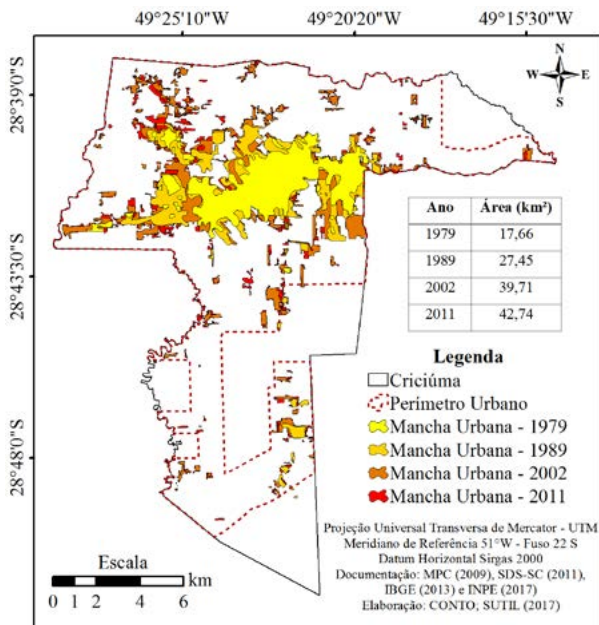 49°25'10"W 49°20'20"W 49°15'30"W
N
W E
S
28°39'0"S
28°43'30"S
28°48'0"S
Ano Área (km²)
1979 17,66
1989 27,45
2002 39,71
2011 42,74
Legenda
Criciúma
Perímetro Urbano
Mancha Urbana - 1979
Mancha Urbana - 1989
Mancha Urbana - 2002
Mancha Urbana - 2011
Projeção Universal Transversa de Mercator - UTM
Meridiano de Referência 51°W - Fuso 22 S
Datum Horizontal Sirgas 2000
Documentação: MPC (2009), SDS-SC (2011),
IBGE (2013) e INPE (2017)
Elaboração: CONTO; SUTIL (2017)
Escala
km
0 1 2 4 6